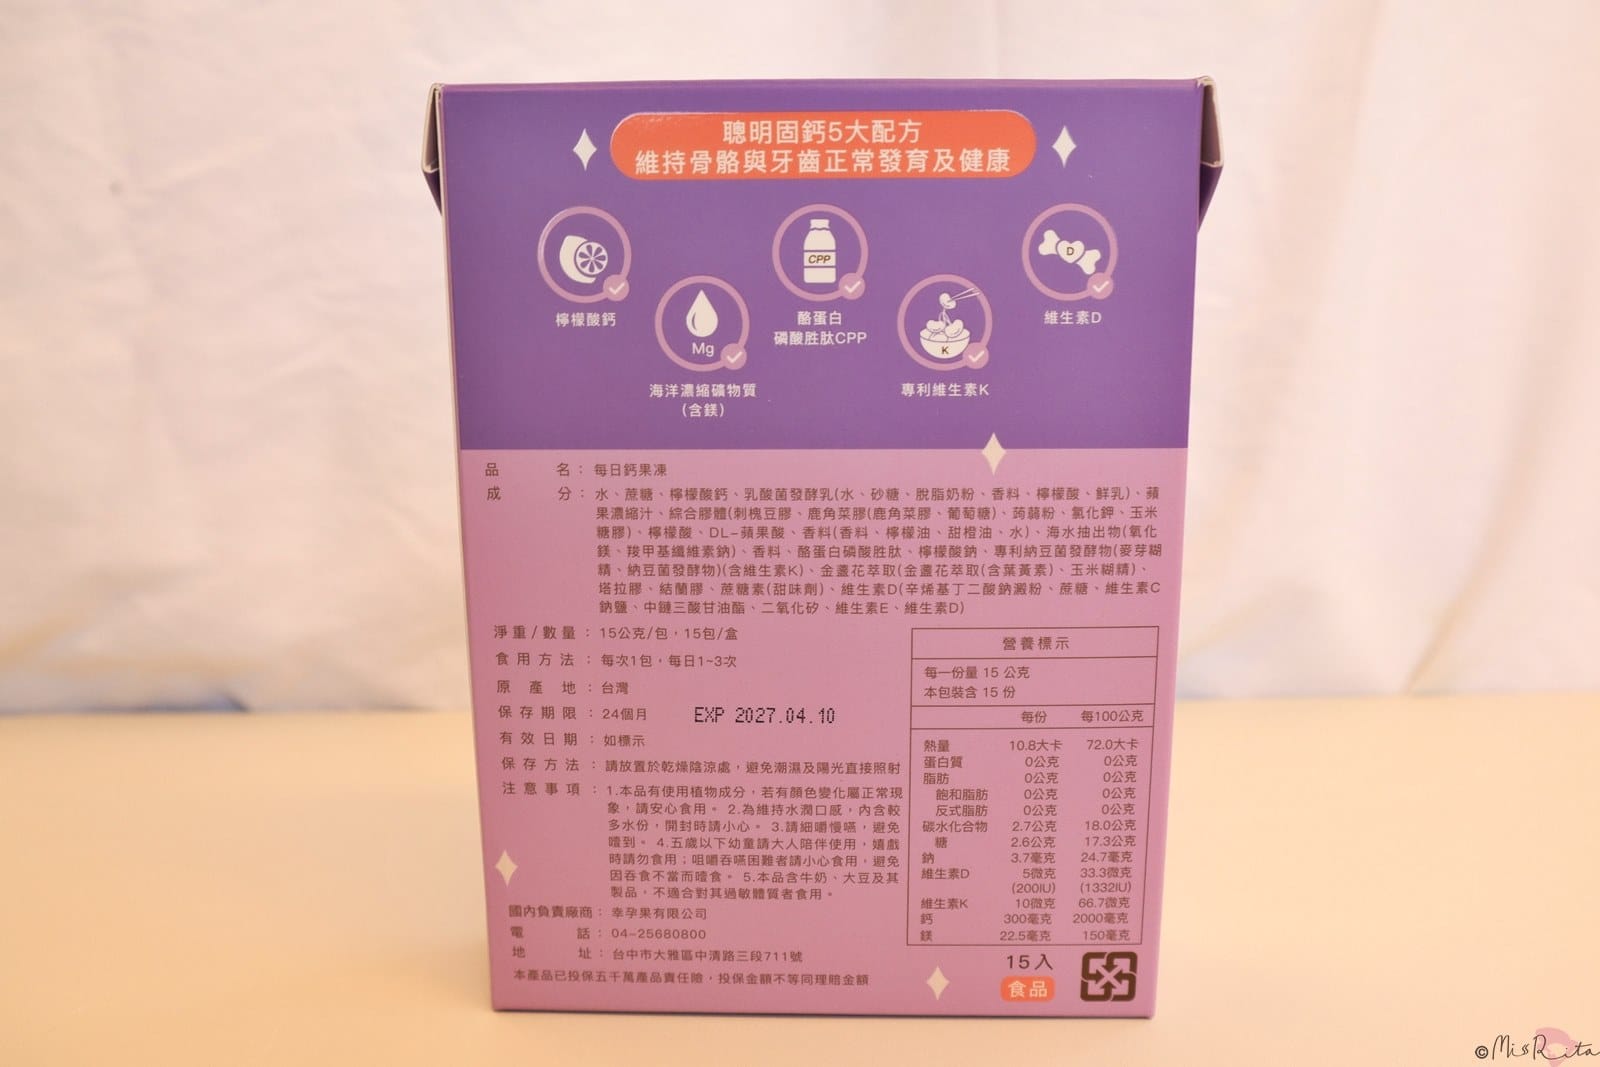 聰明固鈣5大配方
維持骨骼與牙齒正常發育及健康
檸檬酸鈣
Mg
海洋濃縮礦物質
(含鎂)
CPP
酪蛋白
磷酸胜肽CPP
K
專利維生素K
D
維生素D
品名：每日鈣果凍
成分：水、蔗糖、檸檬酸鈣、乳酸菌發酵乳(水、砂糖、脫脂奶粉、香料、檸檬酸、鮮乳)、蘋
果濃縮汁、綜合膠體(刺槐豆膠、鹿角菜膠(鹿角菜膠、葡萄糖)、蒟蒻粉、氯化鉀、玉米
糖膠)、檸檬酸、DL-蘋果酸、香料(香料、檸檬油、甜橙油、水)、海水抽出物(氧化
鎂、羧甲基纖維素鈉)、香料、酪蛋白磷酸胜肽、檸檬酸鈉、專利納豆菌發酵物(麥芽糊
精、納豆菌發酵物)(含維生素K)、金盞花萃取(金盞花萃取(含葉黃素)、玉米糊精)、
塔拉膠、結蘭膠、蔗糖素(甜味劑)、維生素D(辛烯基丁二酸鈉澱粉、蔗糖、維生素C
鈉鹽、中鏈三酸甘油酯、二氧化矽、維生素E、維生素D)
淨重/數量：15公克/包，15包/盒
食用方法：每次1包，每日1~3次
原產地：台灣
保存期限：24個月
EXP 2027.04.10
有效日期：如標示
保存方法：請放置於乾燥陰涼處，避免潮濕及陽光直接照射
注意事項：1.本品有使用植物成分，若有顏色變化屬正常現
象，請安心食用。 2.為維持水潤口感，內含較
多水份，開封時請小心。 3.請細嚼慢嚥，避免
噎到。 4.五歲以下幼童請大人陪伴使用，嬉戲
時請勿食用；咀嚼吞嚥困難者請小心食用，避免
因吞食不當而噎食。 5.本品含牛奶、大豆及其
製品，不適合對其過敏體質者食用。
國內負責廠商：幸孕果有限公司
電話：04-25680800
地址：台中市大雅區中清路三段711號
本產品已投保五千萬產品責任險，投保金額不等同理賠金額
營養標示
每一份量 15 公克
本包裝含 15 份
每份 每100公克
熱量 10.8大卡 72.0大卡
蛋白質 0公克 0公克
脂肪 0公克 0公克
飽和脂肪 0公克 0公克
反式脂肪 0公克 0公克
碳水化合物 2.7公克 18.0公克
糖 2.6公克 17.3公克
鈉 3.7毫克 24.7毫克
維生素D 5微克 33.3微克
(200IU) (1332IU)
維生素K 10微克 66.7微克
鈣 300毫克 2000毫克
鎂 22.5毫克 150毫克
15入
食品
©MissRita